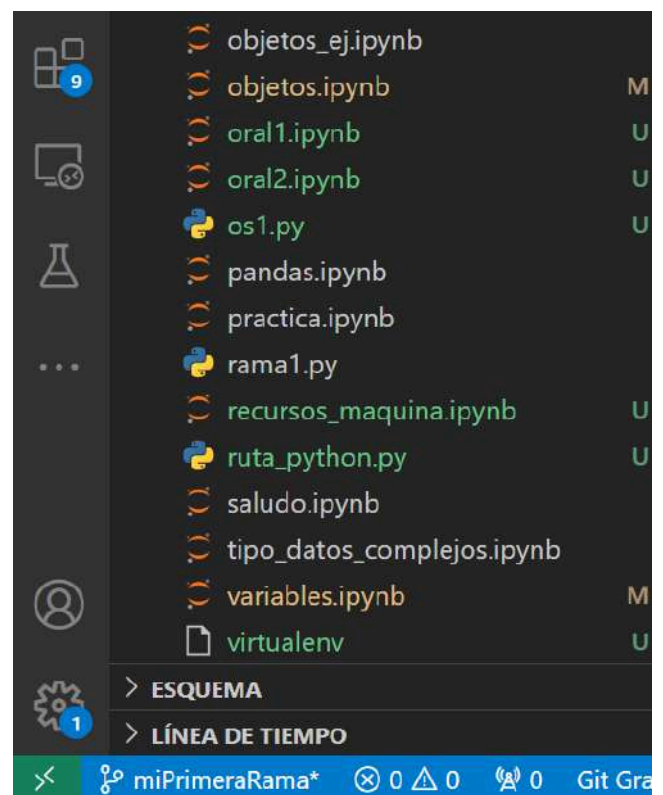 objetos_ej.ipynb
9
objetos.ipynb M
oral1.ipynb U
oral2.ipynb U
os1.py U
pandas.ipynb
practica.ipynb
rama1.py
recursos_maquina.ipynb U
ruta_python.py U
saludo.ipynb
tipo_datos_complejos.ipynb
variables.ipynb M
virtualenv U
ESQUEMA
1
LÍNEA DE TIEMPO
miPrimeraRama* 0 0 0 Git Gra